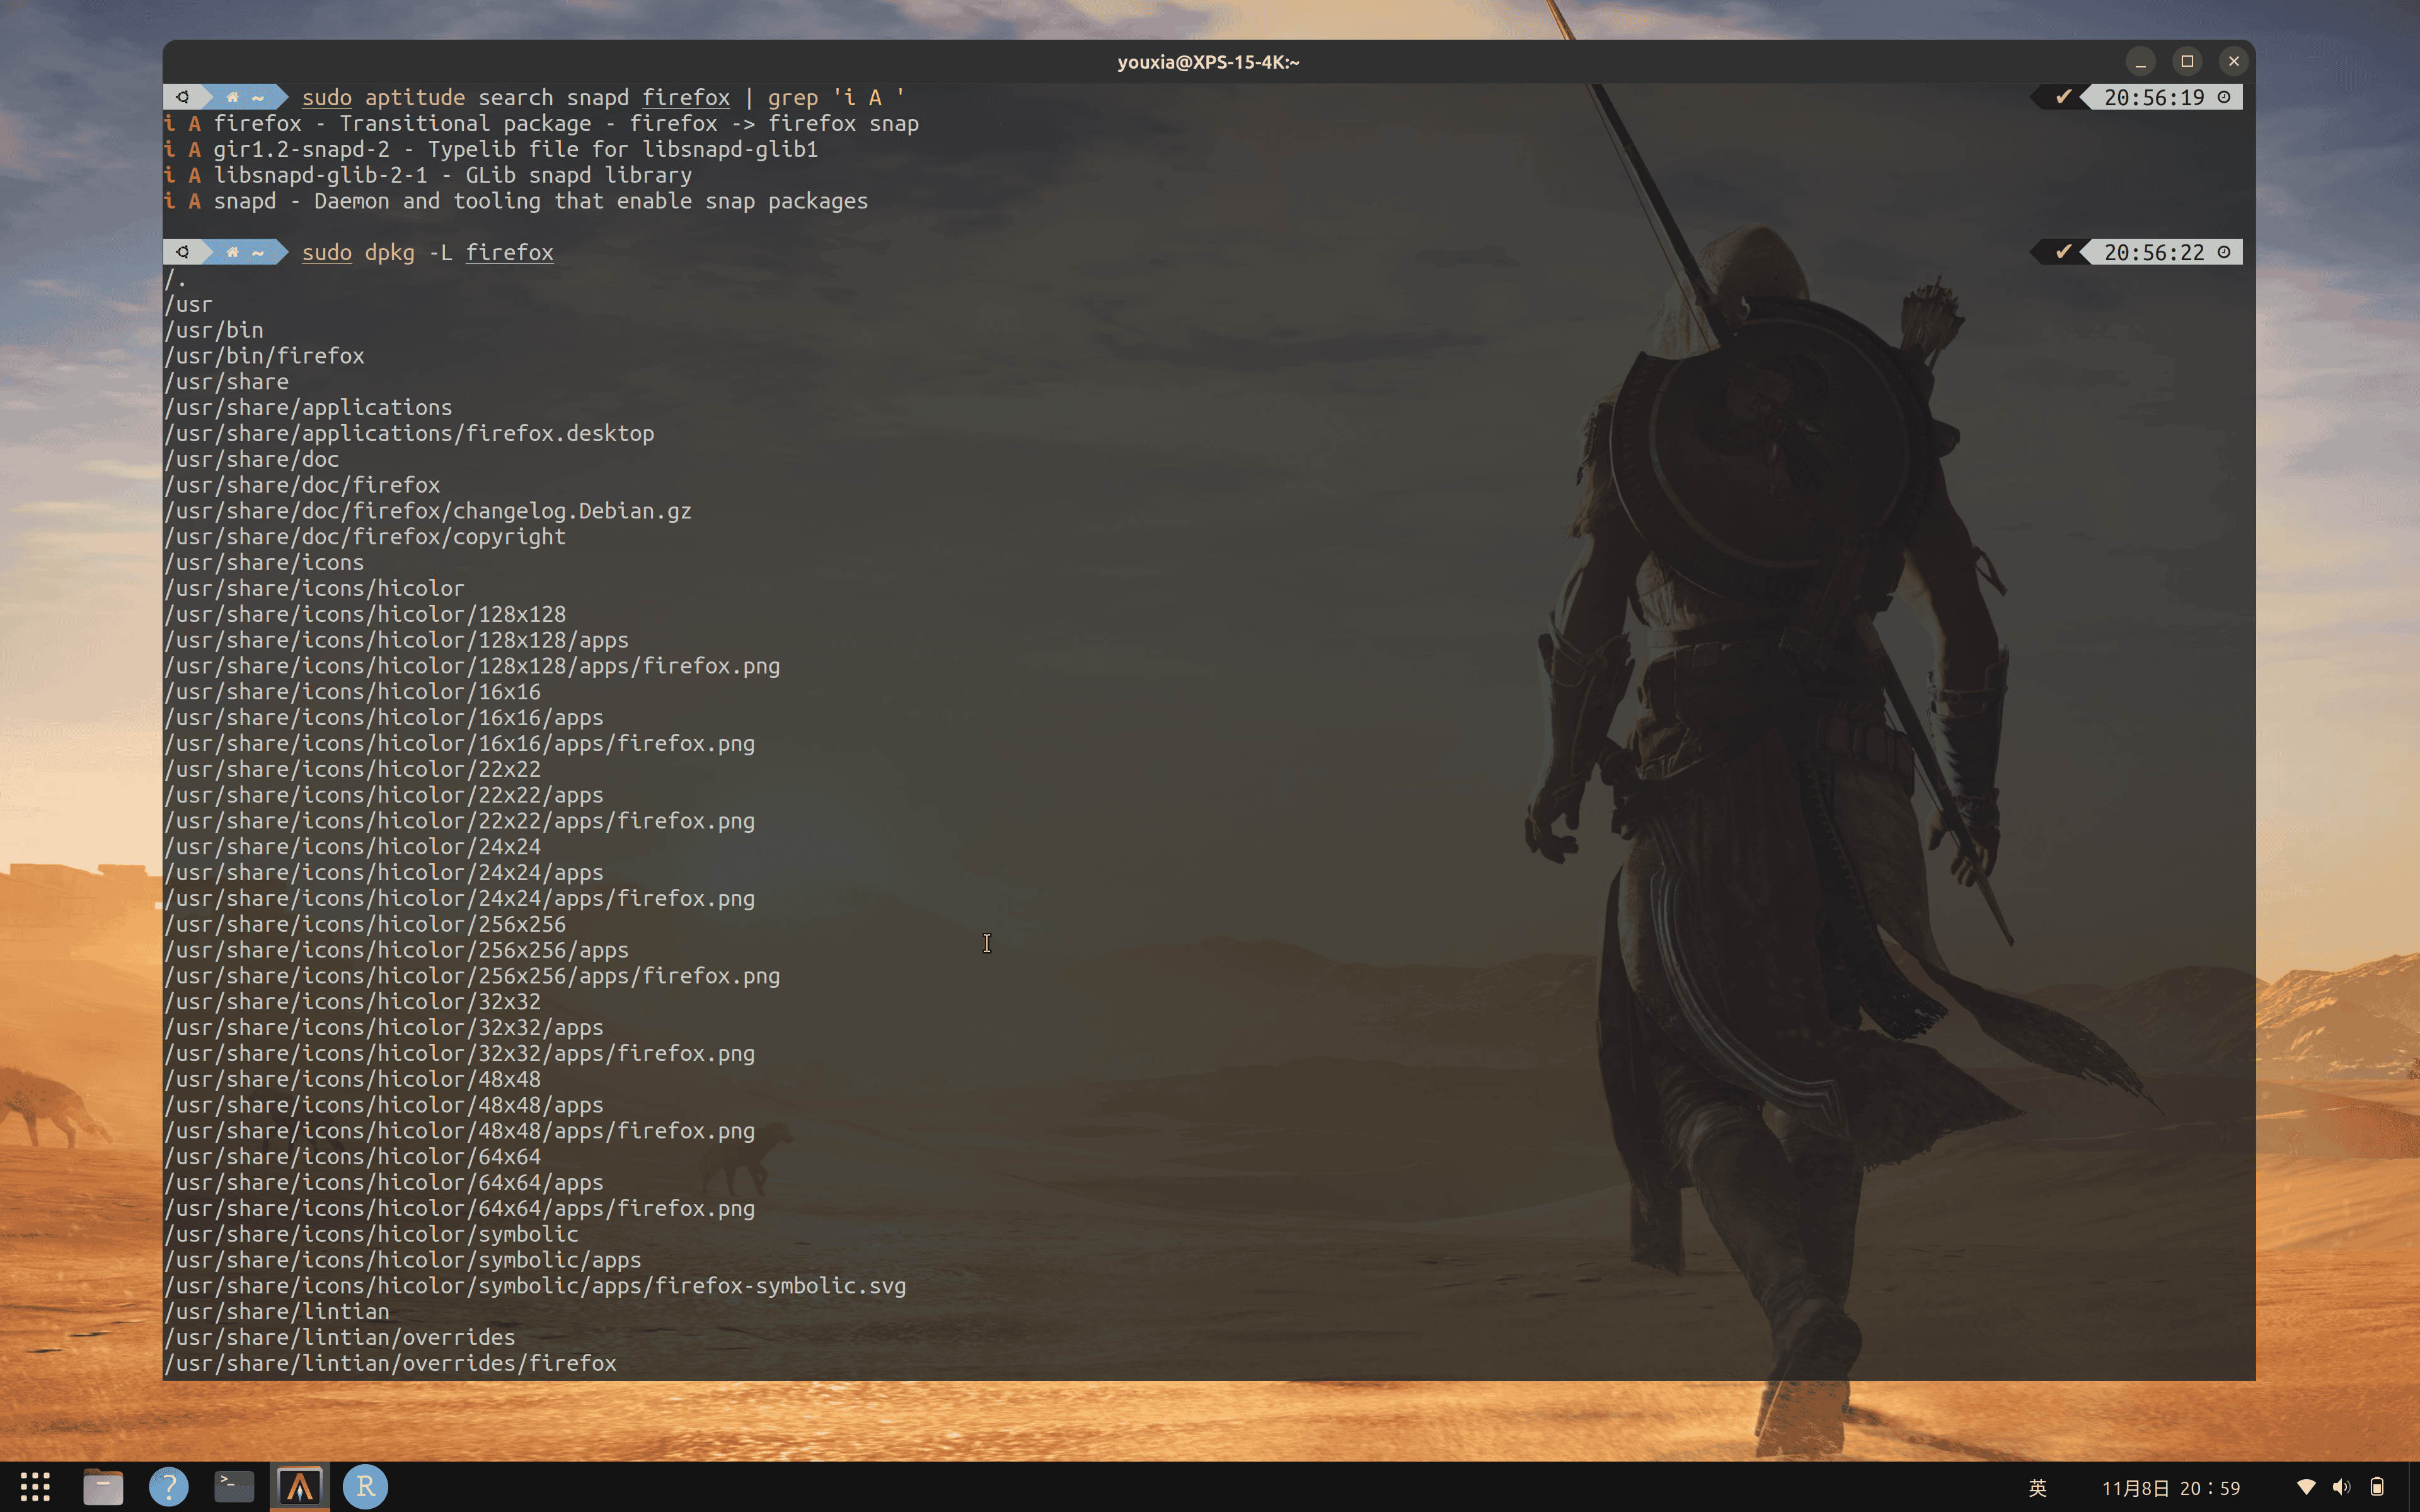 youxia@XPS-15-4K:~
~ sudo aptitude search snapd firefox | grep 'i A ' ✔ 20:56:19
i A firefox - Transitional package - firefox -> firefox snap
i A gir1.2-snapd-2 - Typelib file for libsnapd-glib1
i A libsnapd-glib-2-1 - GLib snapd library
i A snapd - Daemon and tooling that enable snap packages
~ sudo dpkg -L firefox ✔ 20:56:22
/.
/usr
/usr/bin
/usr/bin/firefox
/usr/share
/usr/share/applications
/usr/share/applications/firefox.desktop
/usr/share/doc
/usr/share/doc/firefox
/usr/share/doc/firefox/changelog.Debian.gz
/usr/share/doc/firefox/copyright
/usr/share/icons
/usr/share/icons/hicolor
/usr/share/icons/hicolor/128x128
/usr/share/icons/hicolor/128x128/apps
/usr/share/icons/hicolor/128x128/apps/firefox.png
/usr/share/icons/hicolor/16x16
/usr/share/icons/hicolor/16x16/apps
/usr/share/icons/hicolor/16x16/apps/firefox.png
/usr/share/icons/hicolor/22x22
/usr/share/icons/hicolor/22x22/apps
/usr/share/icons/hicolor/22x22/apps/firefox.png
/usr/share/icons/hicolor/24x24
/usr/share/icons/hicolor/24x24/apps
/usr/share/icons/hicolor/24x24/apps/firefox.png
/usr/share/icons/hicolor/256x256
/usr/share/icons/hicolor/256x256/apps
/usr/share/icons/hicolor/256x256/apps/firefox.png
/usr/share/icons/hicolor/32x32
/usr/share/icons/hicolor/32x32/apps
/usr/share/icons/hicolor/32x32/apps/firefox.png
/usr/share/icons/hicolor/48x48
/usr/share/icons/hicolor/48x48/apps
/usr/share/icons/hicolor/48x48/apps/firefox.png
/usr/share/icons/hicolor/64x64
/usr/share/icons/hicolor/64x64/apps
/usr/share/icons/hicolor/64x64/apps/firefox.png
/usr/share/icons/hicolor/symbolic
/usr/share/icons/hicolor/symbolic/apps
/usr/share/icons/hicolor/symbolic/apps/firefox-symbolic.svg
/usr/share/lintian
/usr/share/lintian/overrides
/usr/share/lintian/overrides/firefox
? >_ R 英 11月8日 20：59